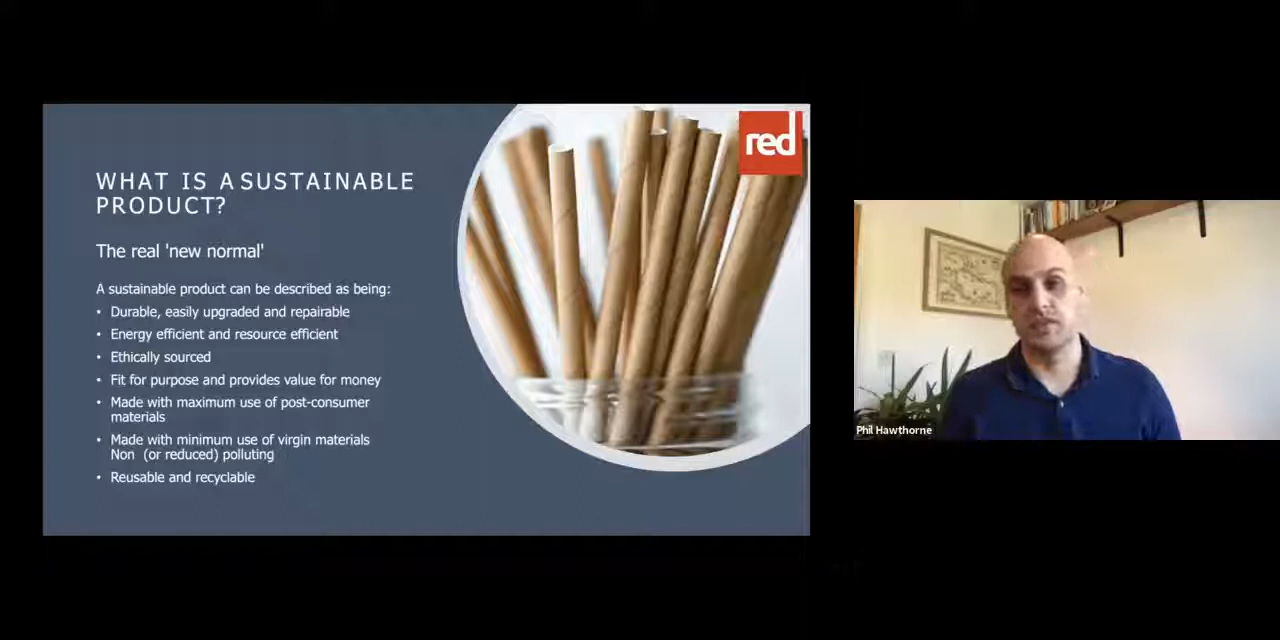 red
WHAT IS A SUSTAINABLE
PRODUCT?
The real 'new normal'
A sustainable product can be described as being:
• Durable, easily upgraded and repairable
• Energy efficient and resource efficient
• Ethically sourced
• Fit for purpose and provides value for money
• Made with maximum use of post-consumer
materials
• Made with minimum use of virgin materials
Non (or reduced) polluting
• Reusable and recyclable
Phil Hawthorne